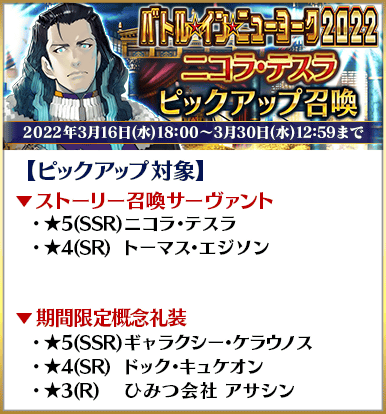 バトル★イン★ニューヨーク2022
ニコラ・テスラ
ピックアップ召喚
2022年3月16日(水)18:00～3月30日(水)12:59まで
【ピックアップ対象】
▼ストーリー召喚サーヴァント
・★5(SSR)ニコラ・テスラ
・★4(SR) トーマス・エジソン
▼期間限定概念礼装
・★5(SSR)ギャラクシー・ケラウノス
・★4(SR) ドック・キュケオン
・★3(R) ひみつ会社 アサシン